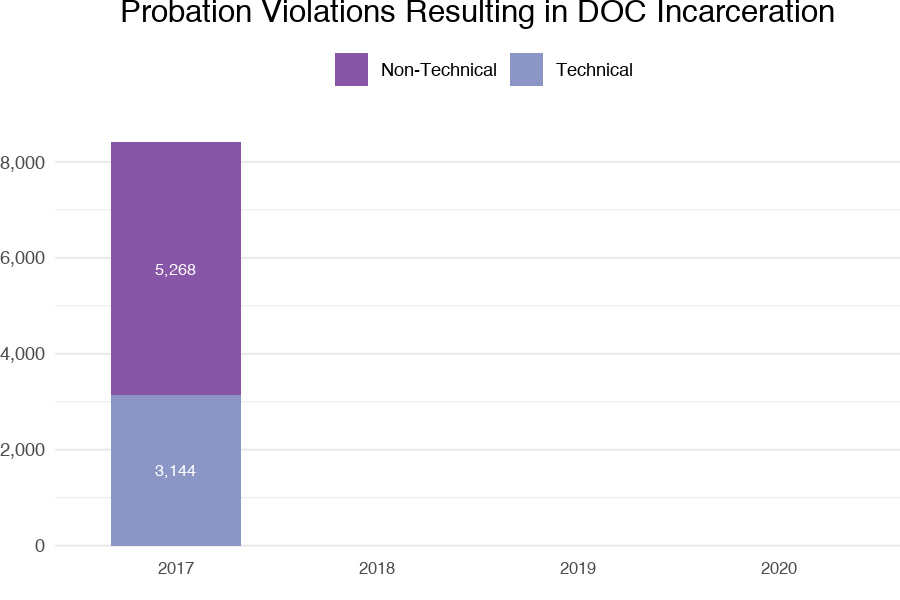 Probation Violations Resulting in DOC Incarceration
Non-Technical Technical
8,000
6,000
5,268
4,000
2,000
3,144
0
2017 2018 2019 2020